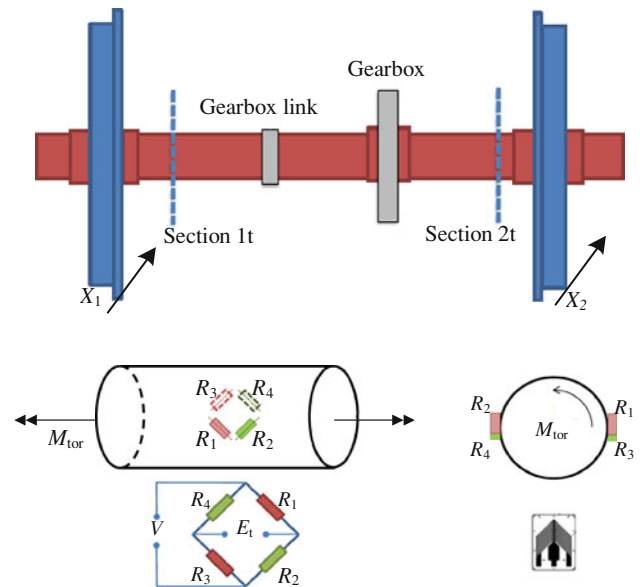 Gearbox
Gearbox link
Section 1t
Section 2t
X1
X2
R3 R4
R1 R2
Mtor
R2 R1
Mtor
R4 R3
R4 R1
V Et
R3 R2